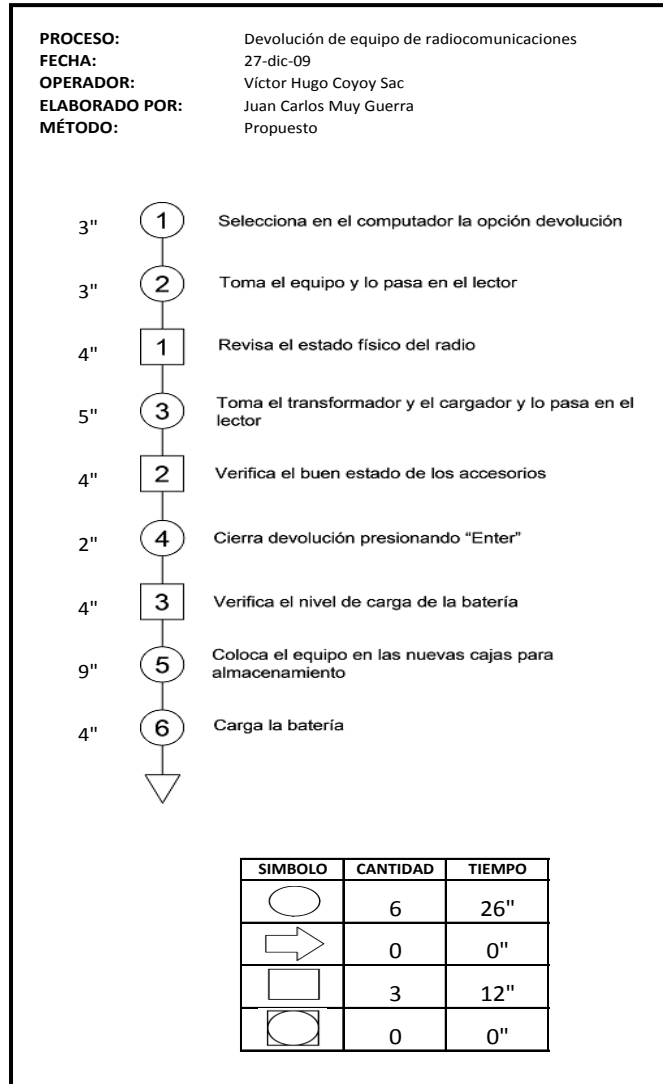 PROCESO: Devolución de equipo de radiocomunicaciones
FECHA: 27-dic-09
OPERADOR: Víctor Hugo Coyoy Sac
ELABORADO POR: Juan Carlos Muy Guerra
MÉTODO: Propuesto
3" 1 Selecciona en el computador la opción devolución
3" 2 Toma el equipo y lo pasa en el lector
4" 1 Revisa el estado físico del radio
5" 3 Toma el transformador y el cargador y lo pasa en el
lector
4" 2 Verifica el buen estado de los accesorios
2" 4 Cierra devolución presionando “Enter”
4" 3 Verifica el nivel de carga de la batería
9" 5 Coloca el equipo en las nuevas cajas para
almacenamiento
4" 6 Carga la batería
SIMBOLO CANTIDAD TIEMPO
6 26"
0 0"
3 12"
0 0"